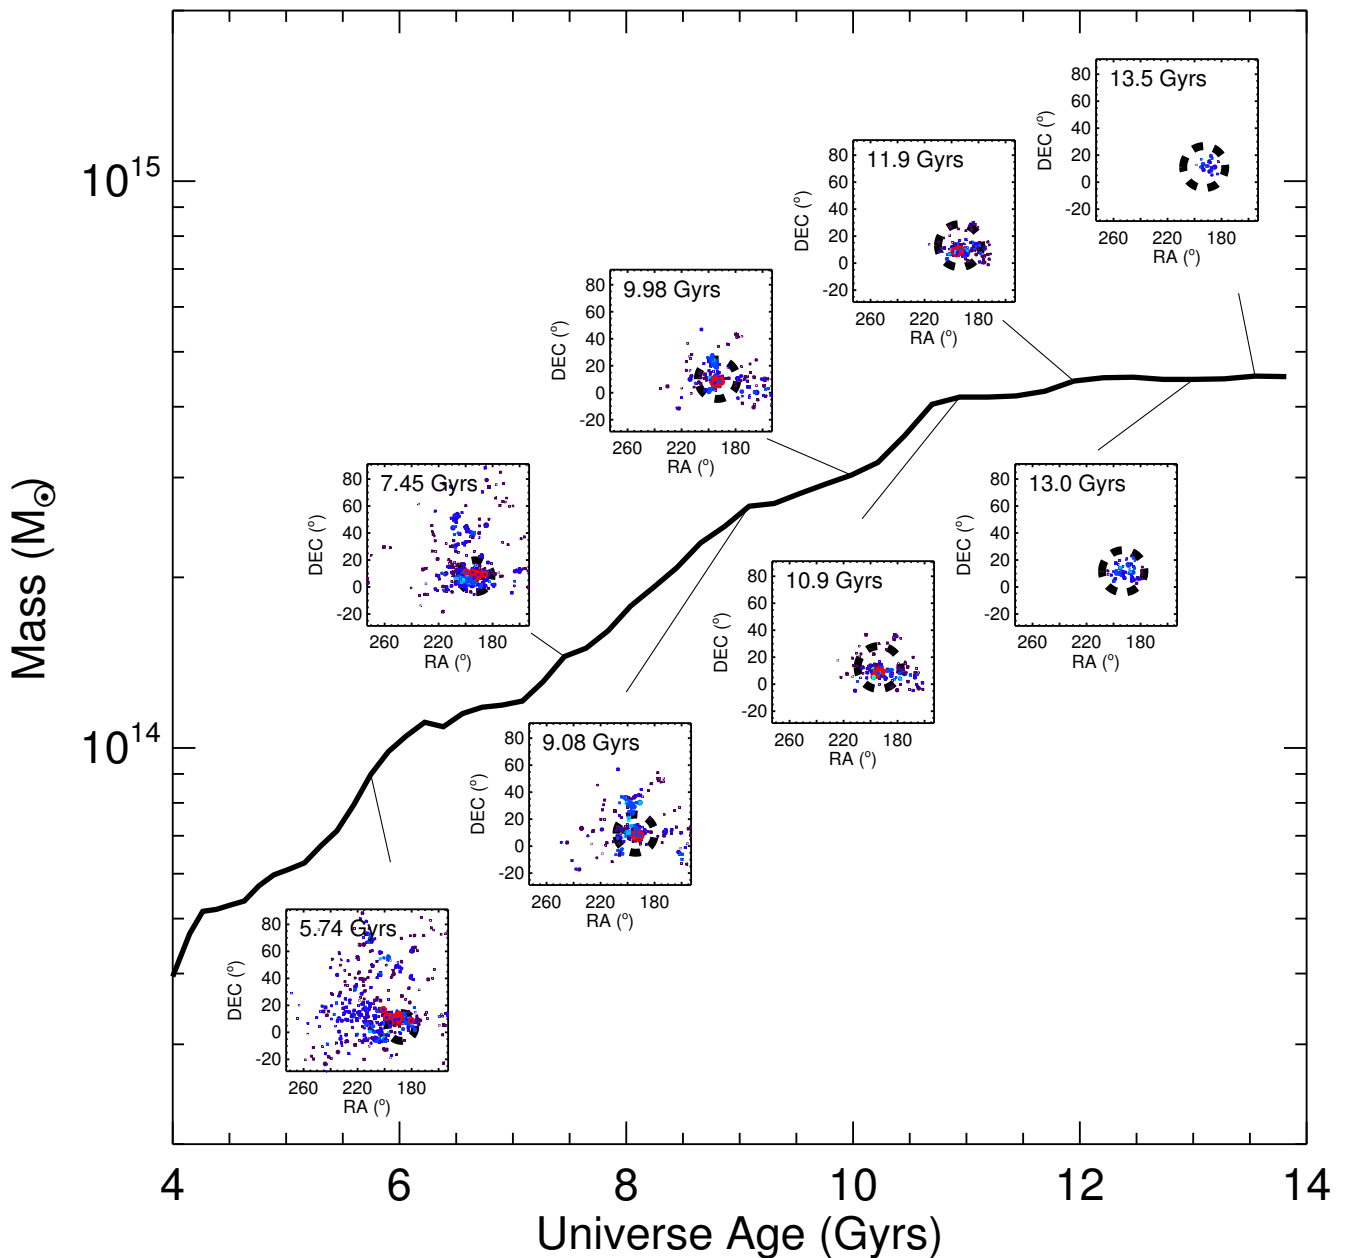 10^15
10^14
Mass (M☉)
4 6 8 10 12 14
Universe Age (Gyrs)
13.5 Gyrs
80
60
40
20
0
-20
DEC (°)
260 220 180
RA (°)
11.9 Gyrs
80
60
40
20
0
-20
DEC (°)
260 220 180
RA (°)
9.98 Gyrs
80
60
40
20
0
-20
DEC (°)
260 220 180
RA (°)
7.45 Gyrs
80
60
40
20
0
-20
DEC (°)
260 220 180
RA (°)
13.0 Gyrs
80
60
40
20
0
-20
DEC (°)
260 220 180
RA (°)
10.9 Gyrs
80
60
40
20
0
-20
DEC (°)
260 220 180
RA (°)
9.08 Gyrs
80
60
40
20
0
-20
DEC (°)
260 220 180
RA (°)
5.74 Gyrs
80
60
40
20
0
-20
DEC (°)
260 220 180
RA (°)